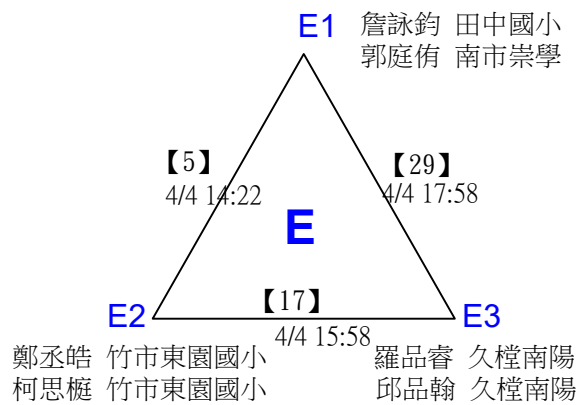 E1
詹詠鈞 田中國小
郭庭侑 南市崇學
【5】
4/4 14:22
【29】
4/4 17:58
E
E2
【17】
4/4 15:58
E3
鄭丞皓 竹市東園國小
柯思榳 竹市東園國小
羅品睿 久樘南陽
邱品翰 久樘南陽